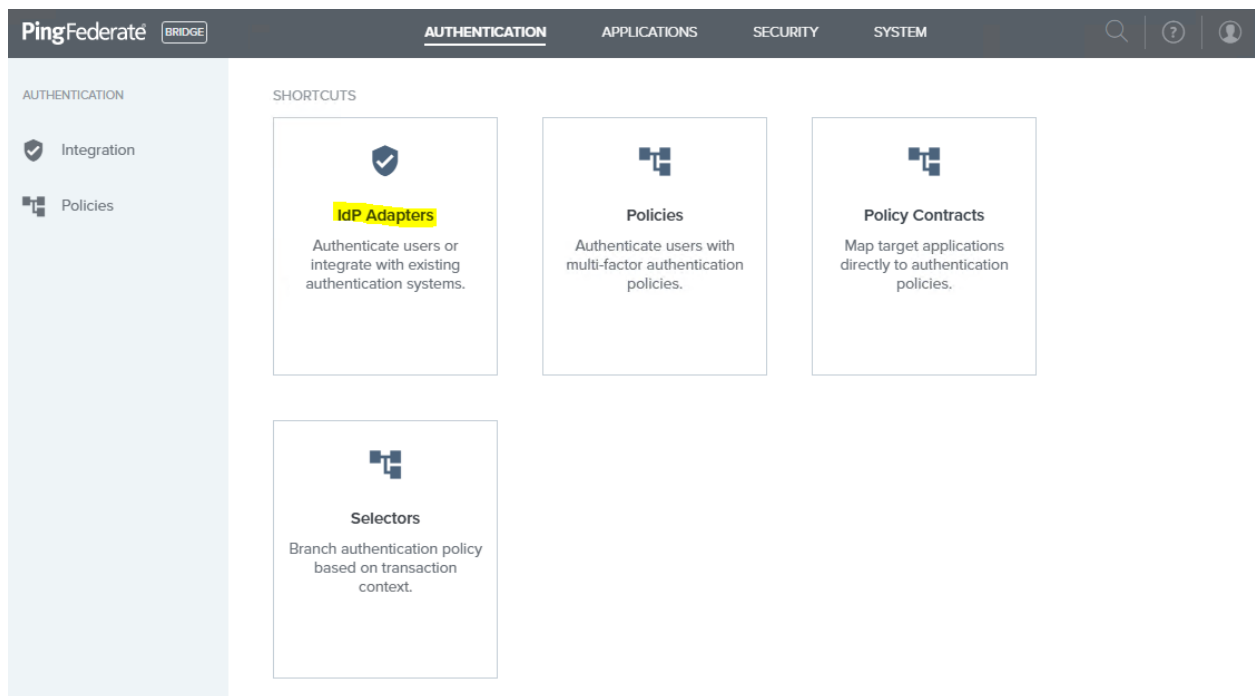 PingFederate BRIDGE AUTHENTICATION APPLICATIONS SECURITY SYSTEM ?
AUTHENTICATION
Integration
Policies
SHORTCUTS
IdP Adapters
Authenticate users or
integrate with existing
authentication systems.
Policies
Authenticate users with
multi-factor authentication
policies.
Policy Contracts
Map target applications
directly to authentication
policies.
Selectors
Branch authentication policy
based on transaction
context.